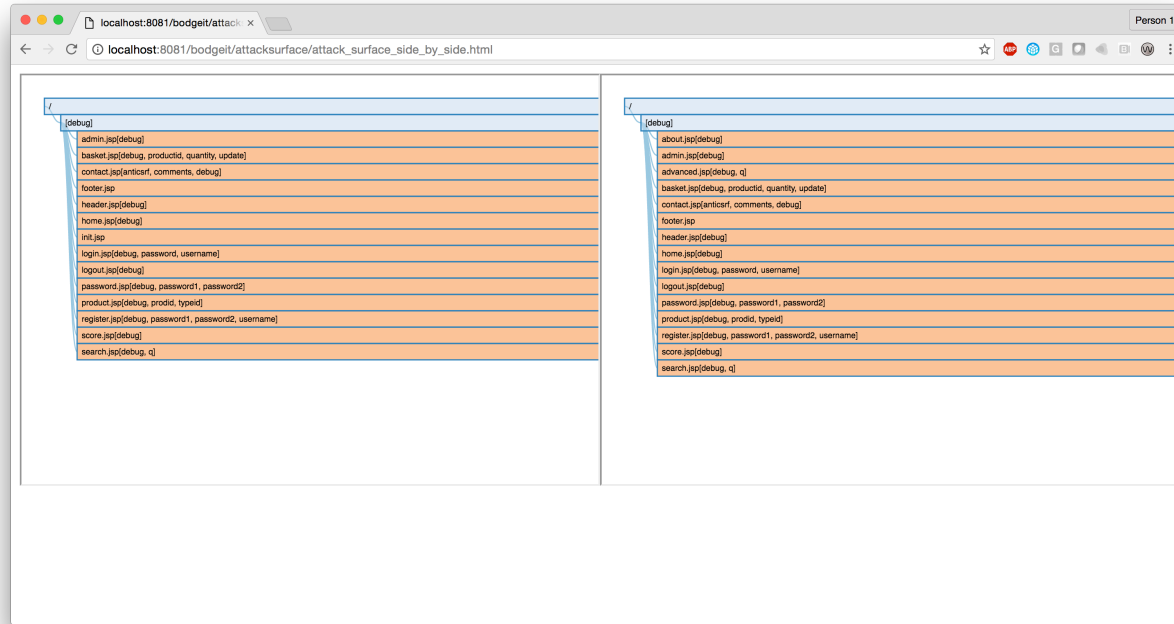 localhost:8081/bodgeit/attack
Person 1
localhost:8081/bodgeit/attacksurface/attack_surface_side_by_side.html
ABP
G
/
[debug]
admin.jsp[debug]
basket.jsp[debug, productid, quantity, update]
contact.jsp[anticsrf, comments, debug]
footer.jsp
header.jsp[debug]
home.jsp[debug]
init.jsp
login.jsp[debug, password, username]
logout.jsp[debug]
password.jsp[debug, password1, password2]
product.jsp[debug, prodid, typeid]
register.jsp[debug, password1, password2, username]
score.jsp[debug]
search.jsp[debug, q]
/
[debug]
about.jsp[debug]
admin.jsp[debug]
advanced.jsp[debug, q]
basket.jsp[debug, productid, quantity, update]
contact.jsp[anticsrf, comments, debug]
footer.jsp
header.jsp[debug]
home.jsp[debug]
login.jsp[debug, password, username]
logout.jsp[debug]
password.jsp[debug, password1, password2]
product.jsp[debug, prodid, typeid]
register.jsp[debug, password1, password2, username]
score.jsp[debug]
search.jsp[debug, q]